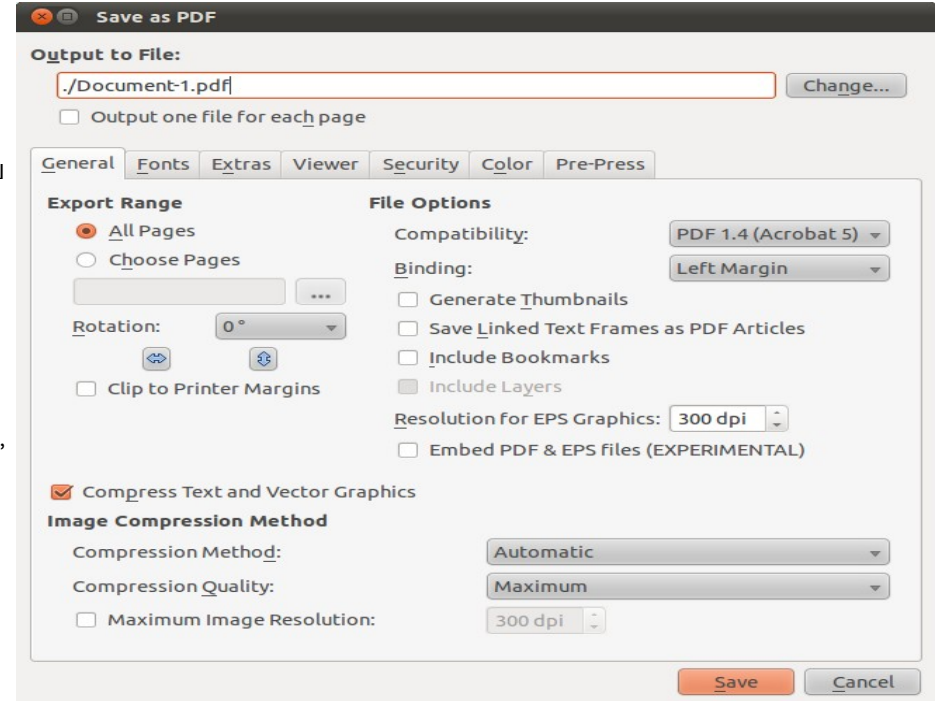 Save as PDF
Output to File:
./Document-1.pdf
Change...
Output one file for each page
General Fonts Extras Viewer Security Color Pre-Press
Export Range
All Pages
Choose Pages
...
Rotation: 0°
Clip to Printer Margins
File Options
Compatibility: PDF 1.4 (Acrobat 5)
Binding: Left Margin
Generate Thumbnails
Save Linked Text Frames as PDF Articles
Include Bookmarks
Include Layers
Resolution for EPS Graphics: 300 dpi
Embed PDF & EPS files (EXPERIMENTAL)
Compress Text and Vector Graphics
Image Compression Method
Compression Method: Automatic
Compression Quality: Maximum
Maximum Image Resolution: 300 dpi
Save Cancel